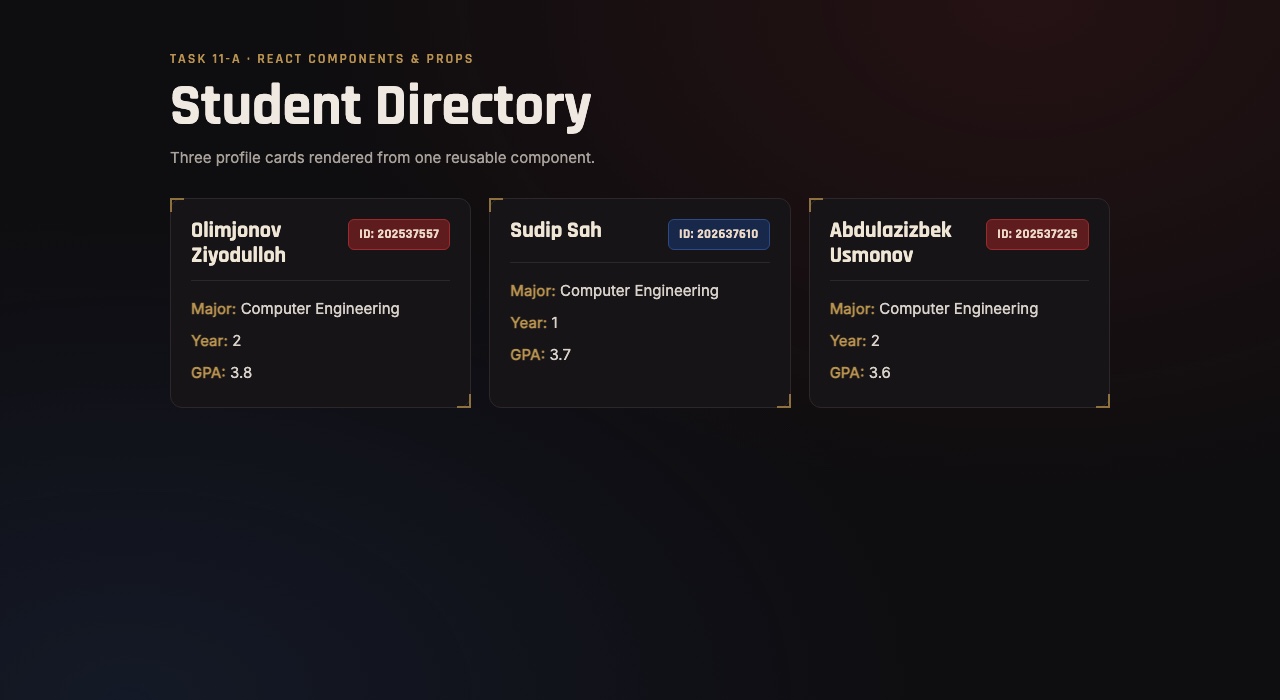 TASK 11-A · REACT COMPONENTS & PROPS
Student Directory
Three profile cards rendered from one reusable component.
Olimjonov
Ziyodulloh
ID: 202537557
Major: Computer Engineering
Year: 2
GPA: 3.8
Sudip Sah
ID: 202637610
Major: Computer Engineering
Year: 1
GPA: 3.7
Abdulazizbek
Usmonov
ID: 202537225
Major: Computer Engineering
Year: 2
GPA: 3.6